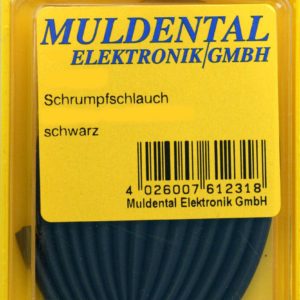 MULDENTAL
ELEKTRONIK/GMBH
Schrumpfschlauch
schwarz
4 026007 612318
Muldental Elektronik GmbH